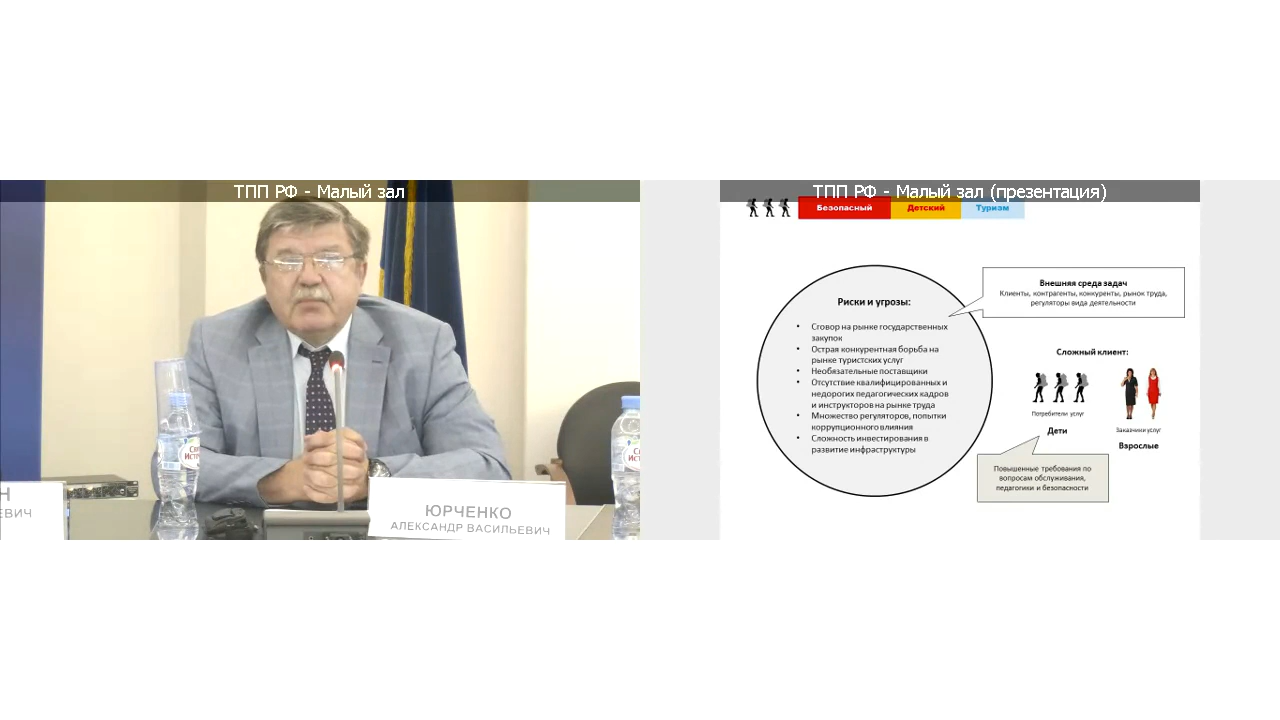 ТПП РФ - Малый зал
Н
ЕВИЧ
ЮРЧЕНКО
АЛЕКСАНДР ВАСИЛЬЕВИЧ
ТПП РФ - Малый зал (презентация)
Безопасный Детский Туризм
Риски и угрозы:
• Сговор на рынке государственных
закупок
• Острая конкурентная борьба на
рынке туристских услуг
• Необязательные поставщики
• Отсутствие квалифицированных и
недорогих педагогических кадров
и инструкторов на рынке труда
• Множество регуляторов, попытки
коррупционного влияния
• Сложность инвестирования в
развитие инфраструктуры
Внешняя среда задач
Клиенты, контрагенты, конкуренты, рынок труда,
регуляторы вида деятельности
Сложный клиент:
Потребители услуг
Заказчики услуг
Дети
Взрослые
Повышенные требования по
вопросам обслуживания,
педагогики и безопасности